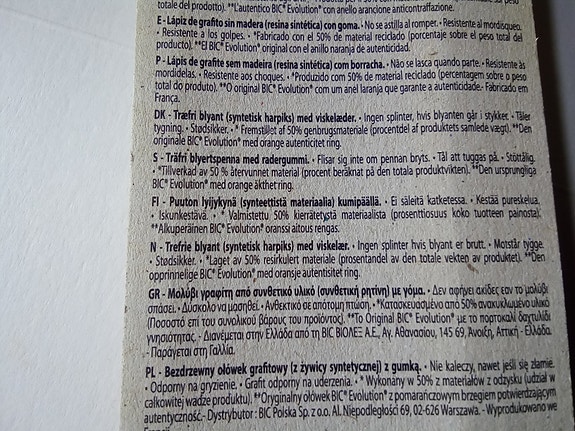 totale del prodotto). **L'autentico BIC® Evolution® con anello arancione anticontraffazione.
E - Lápiz de grafito sin madera (resina sintética) con goma. • No se astilla al romper. • Resistente al mordisqueo.
• Resistente a los golpes. • *Fabricado con el 50% de material reciclado (porcentaje sobre el peso total del
producto). **El BIC® Evolution® original con el anillo naranja de autenticidad.
P - Lápis de grafite sem madeira (resina sintética) com borracha. • Não se lasca quando parte. • Resistente às
mordidelas. • Resistente aos choques. • *Produzido com 50% de material reciclado (percentagem sobre o peso
total do produto). **O original BIC® Evolution® com um anel laranja que garante a autenticidade.• Fabricado em
França.
DK - Træfri blyant (syntetisk harpiks) med viskelæder. • Ingen splinter, hvis blyanten går i stykker. • Tåler
tygning. • Stødsikker. • * Fremstillet af 50% genbrugsmateriale (procentdel af produktets samlede vægt). **Den
originale BIC® Evolution® med orange autenticitet ring.
S - Träfri blyertspenna med radergummi. • Flisar sig inte om pennan bryts. • Tål att tuggas på. • Stöttålig.
• *Tillverkad av 50 % återvunnet material (procent beräknat på den totala produktvikten). **Den ursprungliga
BIC® Evolution® med orange äkthet ring.
FI - Puuton lyijykynä (synteettistä materiaalia) kumipäällä. • Ei säleitä katketessa. • Kestää pureskelua,
• Iskunkestävä. • * Valmistettu 50% kierrätetystä materiaalista (prosenttiosuus koko tuotteen painosta).
**Alkuperäinen BIC® Evolution® oranssi aitous rengas.
N - Trefrie blyant (syntetisk harpiks) med viskelær. • Ingen splinter hvis blyant er brutt. • Motstår tygge.
• Stødsikker. • *Laget av 50% resirkulert materiale (prosentandel av den totale vekten av produktet). **Den
opprinnelige BIC® Evolution® med oransje autentisitet ring.
GR - Μολύβι γραφίτη από συνθετικό υλικό (συνθετική ρητίνη) με γόμα. • Δεν αφήνει ακίδες εαν το μολύβι
σπάσει. • Δύσκολο να μασηθεί. • Ανθεκτικό σε απότομη πτώση. • *Κατασκευασμένο από 50% ανακυκλωμένο υλικό
(Ποσοστό επί του συνολικού βάρους του προϊόντος). **Το Original BIC® Evolution® με το πορτοκαλί δαχτυλίδι
γνησιότητας. - Διανέμεται στην Ελλάδα από τη BIC ΒΙΟΛΕΞ Α.Ε., Αγ. Αθανασίου, 145 69, Άνοιξη, Αττική - Ελλάδα.
- Παράγεται στη Γαλλία.
PL - Bezdrzewny ołówek grafitowy (z żywicy syntetycznej) z gumką. • Nie kaleczy, nawet jeśli się złamie.
• Odporny na gryzienie. • Grafit odporny na uderzenia. • * Wykonany w 50% z materiałów z odzysku (udział w
całkowitej wadze produktu). **Oryginalny ołówek BIC® Evolution® z pomarańczowym brzegiem potwierdzającym
autentyczność.- Dystrybutor : BIC Polska Sp. z o.o. Al. Niepodległości 69, 02-626 Warszawa. - Wyprodukowano we